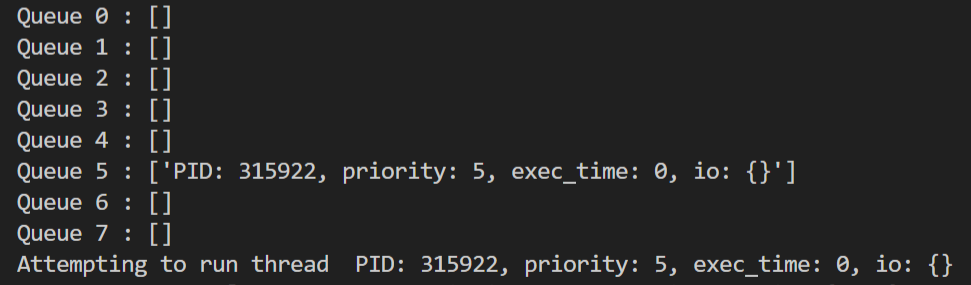 Queue 0 : []
Queue 1 : []
Queue 2 : []
Queue 3 : []
Queue 4 : []
Queue 5 : ['PID: 315922, priority: 5, exec_time: 0, io: {}']
Queue 6 : []
Queue 7 : []
Attempting to run thread  PID: 315922, priority: 5, exec_time: 0, io: {}